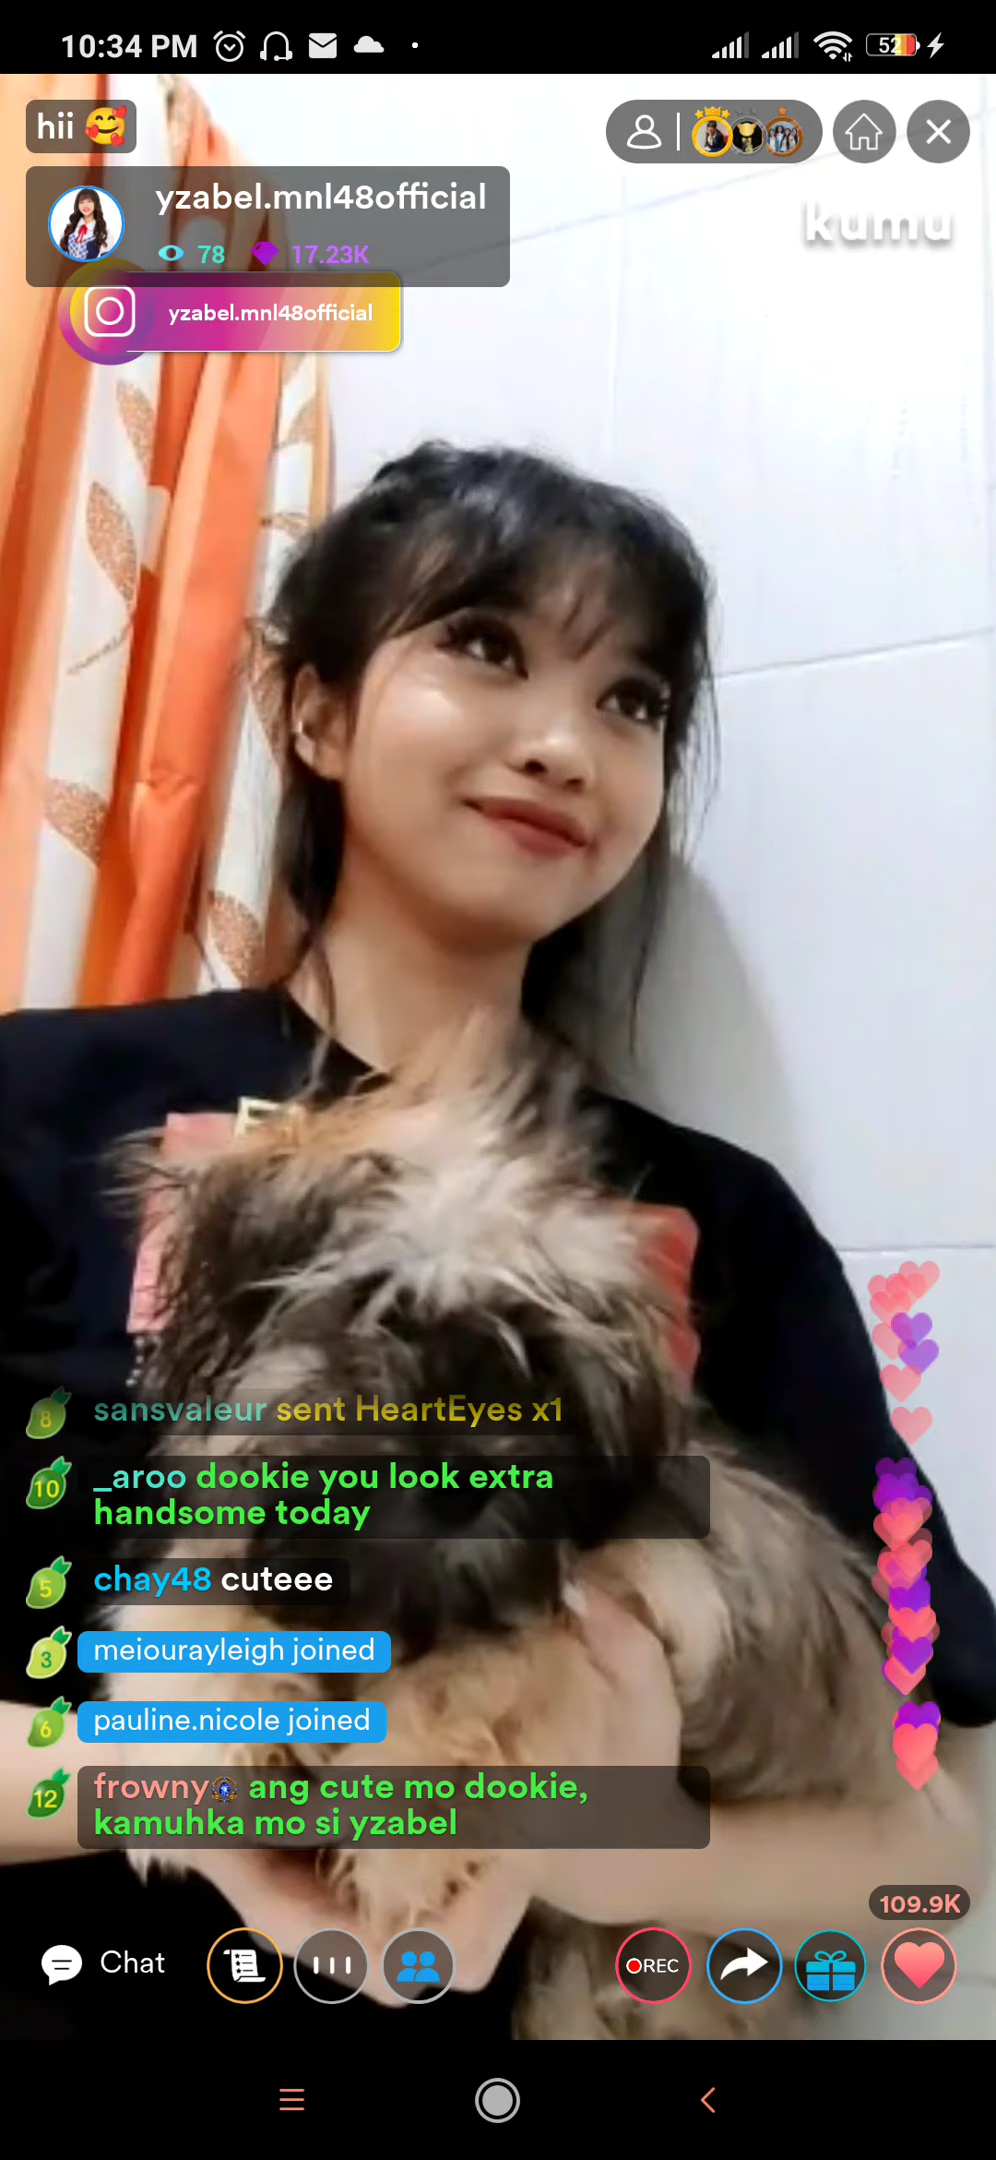 10:34 PM
52
hii 🥰
yzabel.mnl48official
78 17.23K
kumu
yzabel.mnl48official
8 sansvaleur sent HeartEyes x1
10 _aroo dookie you look extra
handsome today
5 chay48 cuteee
3 meiourayleigh joined
6 pauline.nicole joined
12 frowny ang cute mo dookie,
kamuhka mo si yzabel
109.9K
Chat
REC